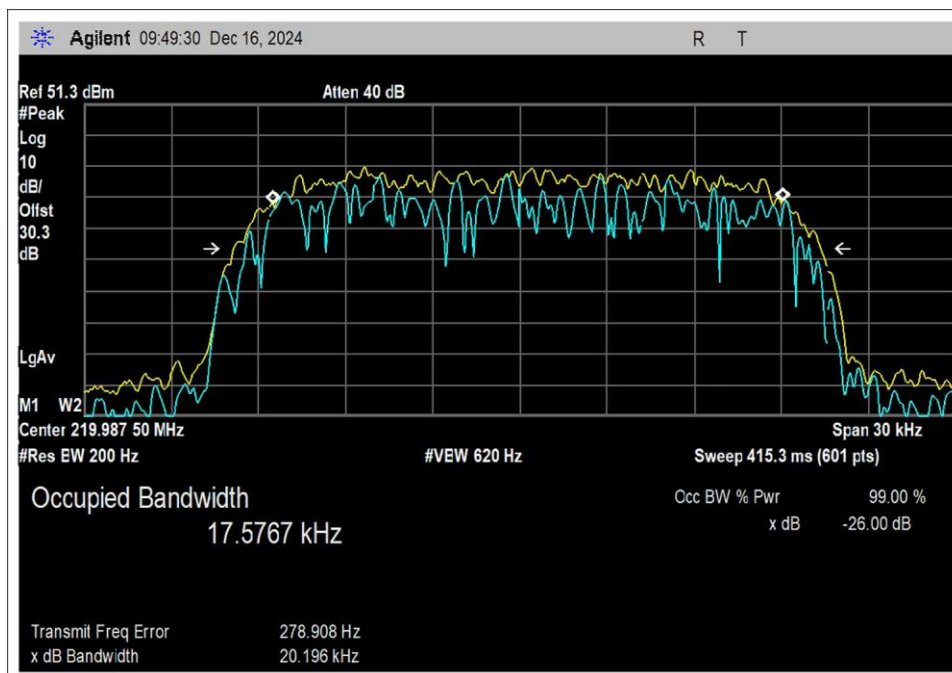 Agilent 09:49:30 Dec 16, 2024 R T
Ref 51.3 dBm Atten 40 dB
#Peak
Log
10
dB/
Offst
30.3
dB
LgAv
M1 W2
Center 219.987 50 MHz Span 30 kHz
#Res BW 200 Hz #VBW 620 Hz Sweep 415.3 ms (601 pts)
Occupied Bandwidth Occ BW % Pwr 99.00 %
17.5767 kHz x dB -26.00 dB
Transmit Freq Error 278.908 Hz
x dB Bandwidth 20.196 kHz